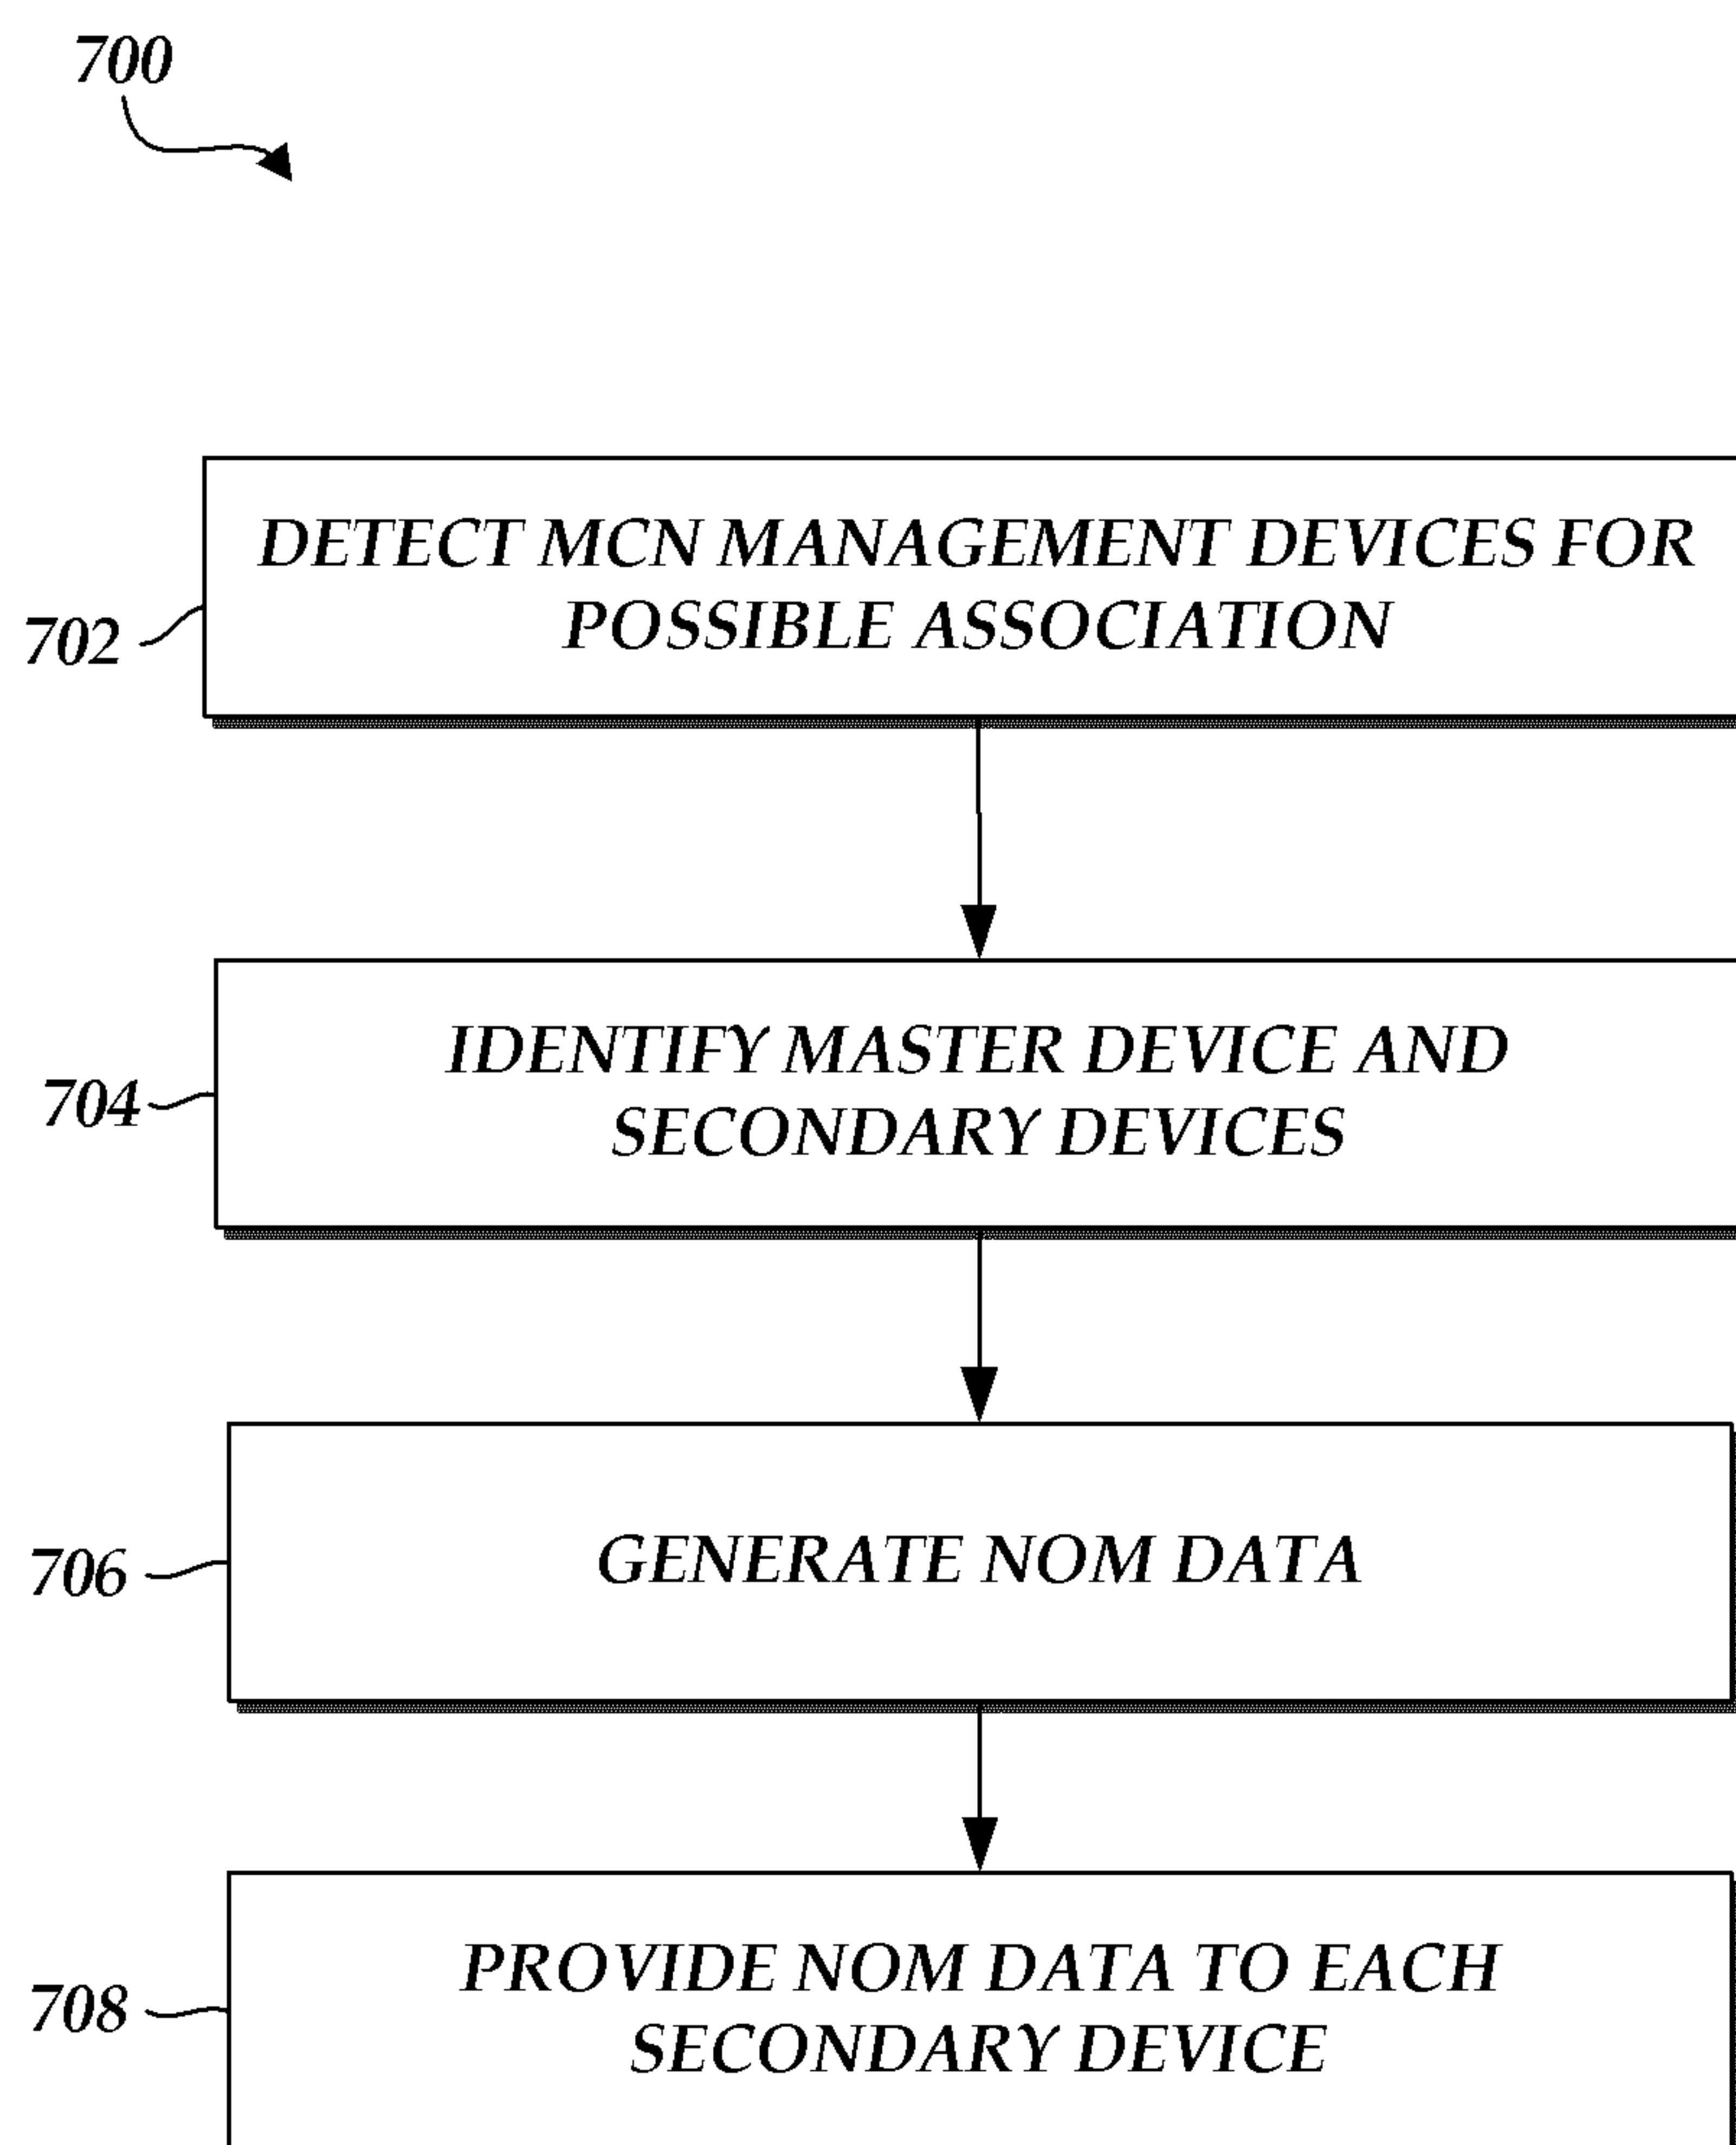 700
DETECT MCN MANAGEMENT DEVICES FOR
POSSIBLE ASSOCIATION
702
IDENTIFY MASTER DEVICE AND
SECONDARY DEVICES
704
GENERATE NOM DATA
706
PROVIDE NOM DATA TO EACH
SECONDARY DEVICE
708